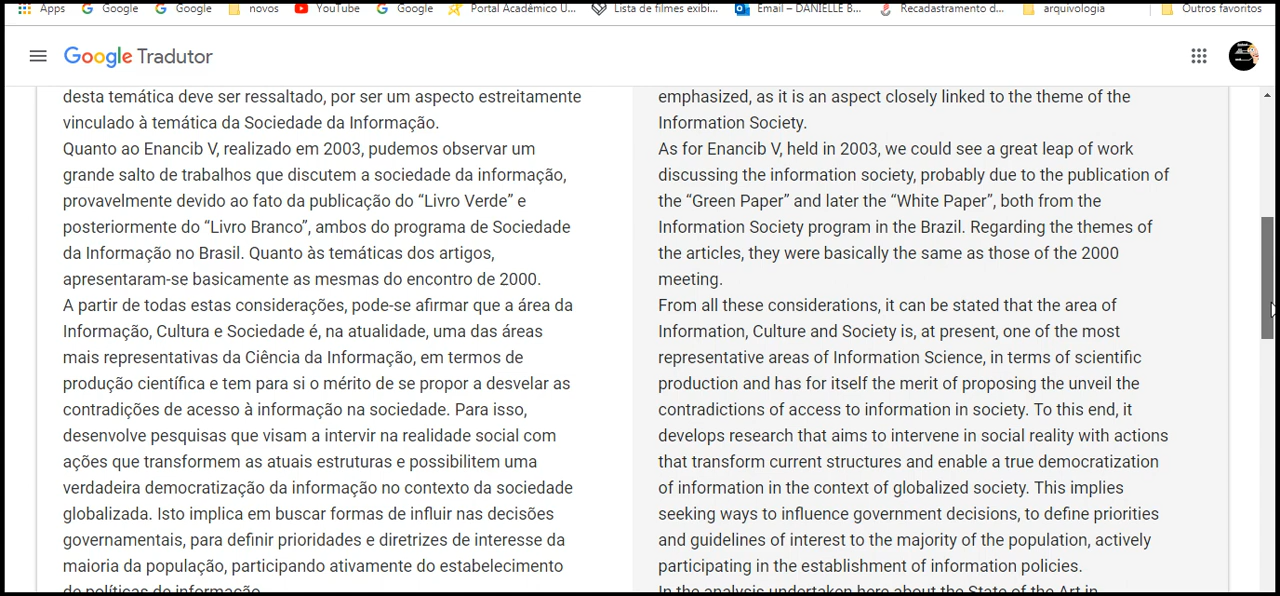 Apps Google Google novos YouTube Google Portal Acadêmico U... Lista de filmes exibi... Email – DANIELLE B... Recadastramento d... arquivologia Outros favoritos
Google Tradutor
desta temática deve ser ressaltado, por ser um aspecto estreitamente
vinculado à temática da Sociedade da Informação.
Quanto ao Enancib V, realizado em 2003, pudemos observar um
grande salto de trabalhos que discutem a sociedade da informação,
provavelmente devido ao fato da publicação do “Livro Verde” e
posteriormente do “Livro Branco”, ambos do programa de Sociedade
da Informação no Brasil. Quanto às temáticas dos artigos,
apresentaram-se basicamente as mesmas do encontro de 2000.
A partir de todas estas considerações, pode-se afirmar que a área da
Informação, Cultura e Sociedade é, na atualidade, uma das áreas
mais representativas da Ciência da Informação, em termos de
produção científica e tem para si o mérito de se propor a desvelar as
contradições de acesso à informação na sociedade. Para isso,
desenvolve pesquisas que visam a intervir na realidade social com
ações que transformem as atuais estruturas e possibilitem uma
verdadeira democratização da informação no contexto da sociedade
globalizada. Isto implica em buscar formas de influir nas decisões
governamentais, para definir prioridades e diretrizes de interesse da
maioria da população, participando ativamente do estabelecimento
de políticas de informação.
emphasized, as it is an aspect closely linked to the theme of the
Information Society.
As for Enancib V, held in 2003, we could see a great leap of work
discussing the information society, probably due to the publication of
the “Green Paper” and later the “White Paper”, both from the
Information Society program in the Brazil. Regarding the themes of
the articles, they were basically the same as those of the 2000
meeting.
From all these considerations, it can be stated that the area of
Information, Culture and Society is, at present, one of the most
representative areas of Information Science, in terms of scientific
production and has for itself the merit of proposing the unveil the
contradictions of access to information in society. To this end, it
develops research that aims to intervene in social reality with actions
that transform current structures and enable a true democratization
of information in the context of globalized society. This implies
seeking ways to influence government decisions, to define priorities
and guidelines of interest to the majority of the population, actively
participating in the establishment of information policies.
In the analysis undertaken here about the State of the Art in